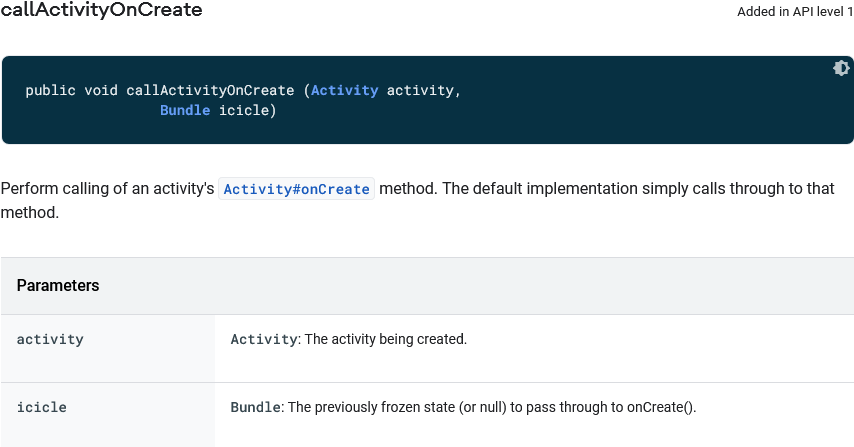 callActivityOnCreate
Added in API level 1
public void callActivityOnCreate (Activity activity,
Bundle icicle)
Perform calling of an activity's Activity#onCreate method. The default implementation simply calls through to that
method.
Parameters
activity
Activity: The activity being created.
icicle
Bundle: The previously frozen state (or null) to pass through to onCreate().